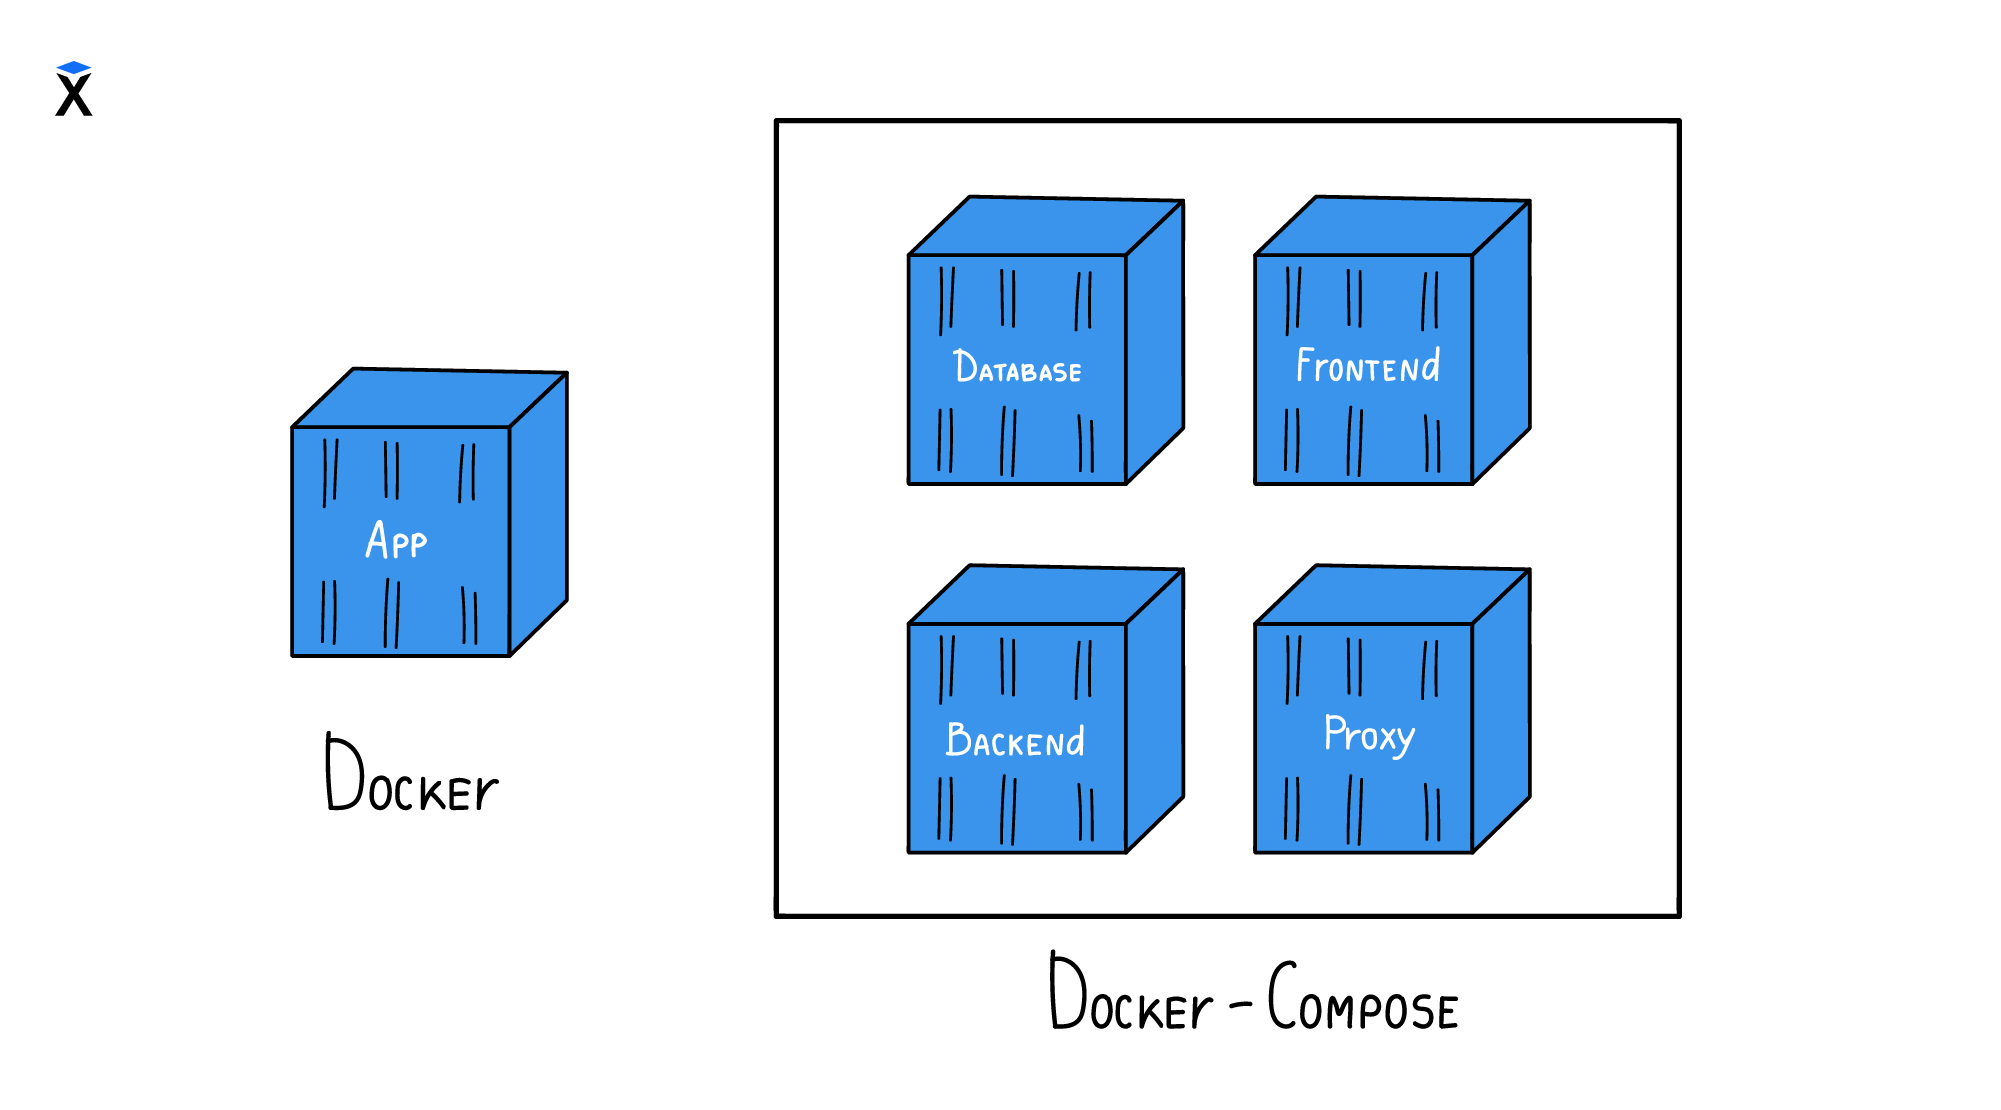 Database
Frontend
App
Backend
Proxy
Docker
Docker-Compose